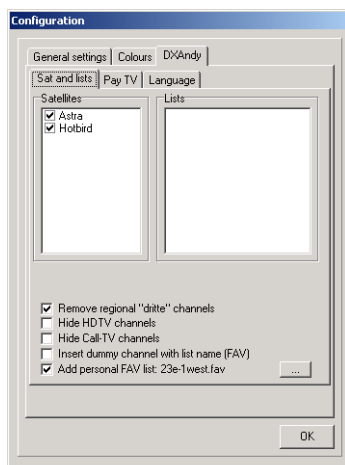 Configuration
General settings Colours DXAndy
Sat and lists Pay TV Language
Satellites Lists
Astra
Hotbird
Remove regional "dritte" channels
Hide HDTV channels
Hide Call-TV channels
Insert dummy channel with list name (FAV)
Add personal FAV list: 23e-1west.fav ...
OK